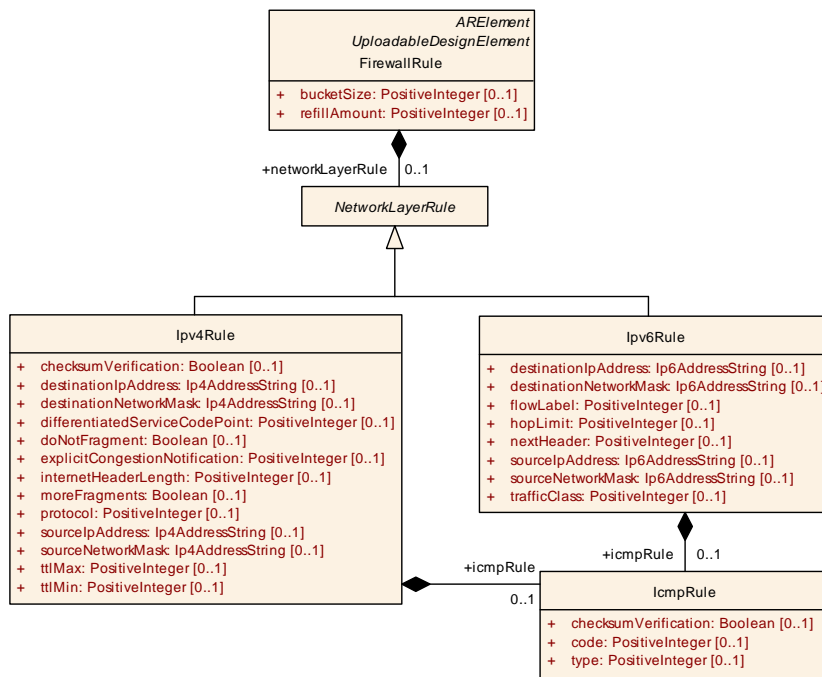 ARElement
UploadableDesignElement
FirewallRule
+ bucketSize: PositiveInteger [0..1]
+ refillAmount: PositiveInteger [0..1]
+networkLayerRule 0..1
NetworkLayerRule
Ipv4Rule
+ checksumVerification: Boolean [0..1]
+ destinationIpAddress: Ip4AddressString [0..1]
+ destinationNetworkMask: Ip4AddressString [0..1]
+ differentiatedServiceCodePoint: PositiveInteger [0..1]
+ doNotFragment: Boolean [0..1]
+ explicitCongestionNotification: PositiveInteger [0..1]
+ internetHeaderLength: PositiveInteger [0..1]
+ moreFragments: Boolean [0..1]
+ protocol: PositiveInteger [0..1]
+ sourceIpAddress: Ip4AddressString [0..1]
+ sourceNetworkMask: Ip4AddressString [0..1]
+ ttlMax: PositiveInteger [0..1]
+ ttlMin: PositiveInteger [0..1]
Ipv6Rule
+ destinationIpAddress: Ip6AddressString [0..1]
+ destinationNetworkMask: Ip6AddressString [0..1]
+ flowLabel: PositiveInteger [0..1]
+ hopLimit: PositiveInteger [0..1]
+ nextHeader: PositiveInteger [0..1]
+ sourceIpAddress: Ip6AddressString [0..1]
+ sourceNetworkMask: Ip6AddressString [0..1]
+ trafficClass: PositiveInteger [0..1]
+icmpRule 0..1
+icmpRule
0..1
IcmpRule
+ checksumVerification: Boolean [0..1]
+ code: PositiveInteger [0..1]
+ type: PositiveInteger [0..1]